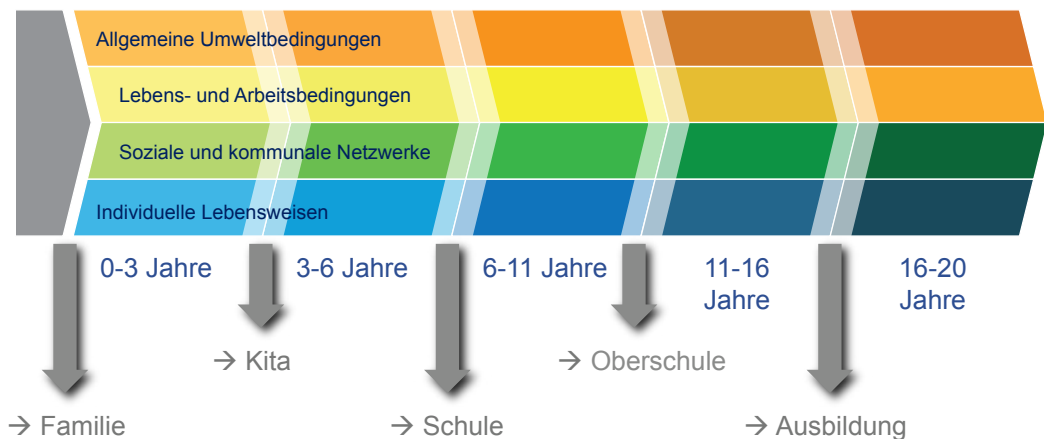 Allgemeine Umweltbedingungen
Lebens- und Arbeitsbedingungen
Soziale und kommunale Netzwerke
Individuelle Lebensweisen
0-3 Jahre
3-6 Jahre
6-11 Jahre
11-16
Jahre
16-20
Jahre
→ Kita
→ Oberschule
→ Familie
→ Schule
→ Ausbildung